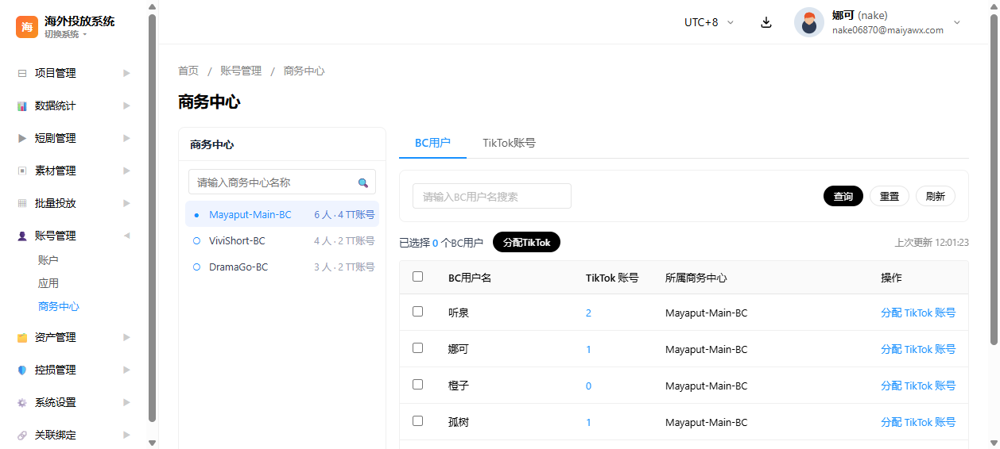 海
海外投放系统
切换系统
UTC+8
娜可 (nake)
nake06870@maiyawx.com
项目管理
数据统计
短剧管理
素材管理
批量投放
账号管理
账户
应用
商务中心
资产管理
控损管理
系统设置
关联绑定
首页 / 账号管理 / 商务中心
商务中心
商务中心
请输入商务中心名称
Mayaput-Main-BC 6 人 · 4 TT账号
ViviShort-BC 4 人 · 2 TT账号
DramaGo-BC 3 人 · 2 TT账号
BC用户 TikTok账号
请输入BC用户名搜索
查询 重置 刷新
已选择 0 个BC用户 分配TikTok 上次更新 12:01:23
BC用户名 TikTok 账号 所属商务中心 操作
听泉 2 Mayaput-Main-BC 分配 TikTok 账号
娜可 1 Mayaput-Main-BC 分配 TikTok 账号
橙子 0 Mayaput-Main-BC 分配 TikTok 账号
孤树 1 Mayaput-Main-BC 分配 TikTok 账号